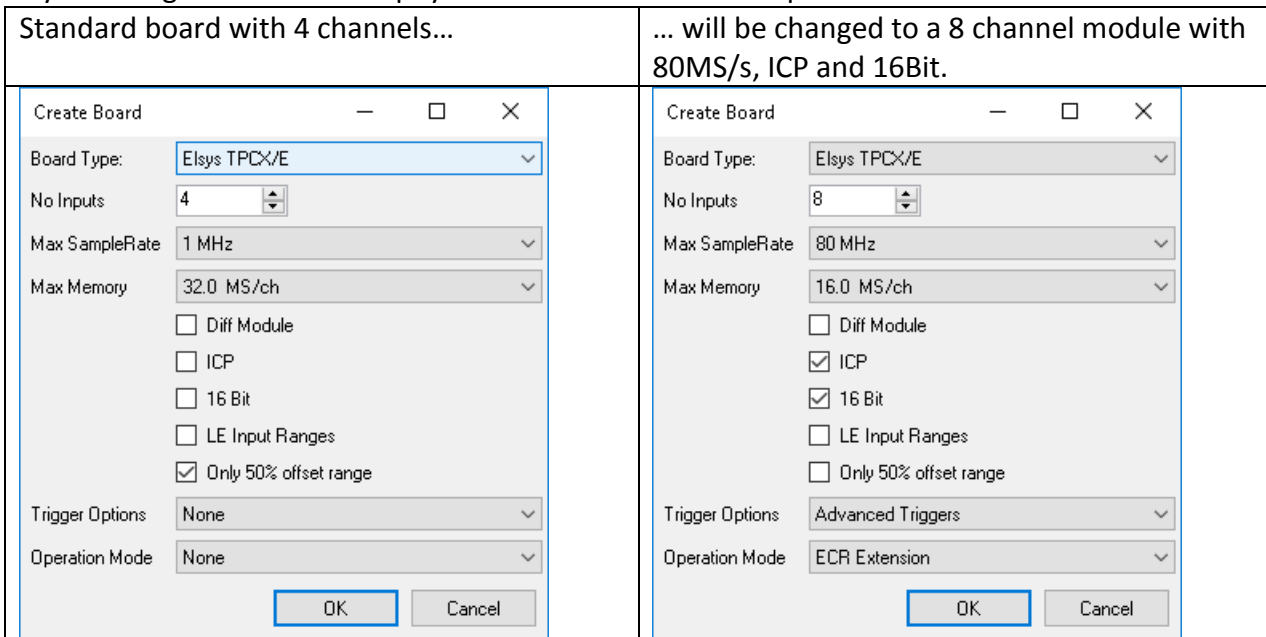 Standard board with 4 channels…
… will be changed to a 8 channel module with
80MS/s, ICP and 16Bit.
Create Board
Board Type: Elsys TPCX/E
No Inputs 4
Max SampleRate 1 MHz
Max Memory 32.0 MS/ch
Diff Module
ICP
16 Bit
LE Input Ranges
Only 50% offset range
Trigger Options None
Operation Mode None
OK Cancel
Create Board
Board Type: Elsys TPCX/E
No Inputs 8
Max SampleRate 80 MHz
Max Memory 16.0 MS/ch
Diff Module
ICP
16 Bit
LE Input Ranges
Only 50% offset range
Trigger Options Advanced Triggers
Operation Mode ECR Extension
OK Cancel